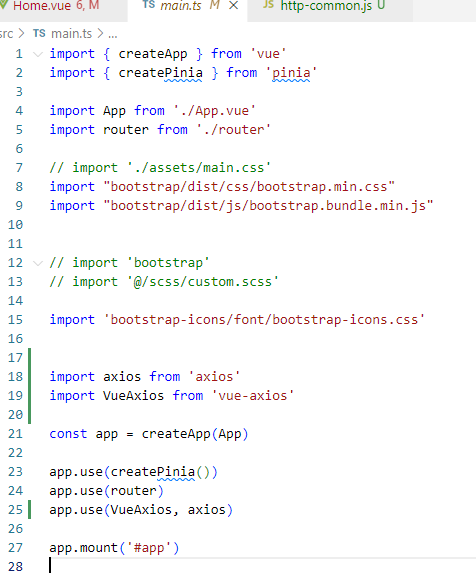 Home.vue 6, M
TS main.ts M ×
JS http-common.js U
src > TS main.ts > ...
1 import { createApp } from 'vue'
2 import { createPinia } from 'pinia'
3
4 import App from './App.vue'
5 import router from './router'
6
7 // import './assets/main.css'
8 import "bootstrap/dist/css/bootstrap.min.css"
9 import "bootstrap/dist/js/bootstrap.bundle.min.js"
10
11
12 // import 'bootstrap'
13 // import '@/scss/custom.scss'
14
15 import 'bootstrap-icons/font/bootstrap-icons.css'
16
17
18 import axios from 'axios'
19 import VueAxios from 'vue-axios'
20
21 const app = createApp(App)
22
23 app.use(createPinia())
24 app.use(router)
25 app.use(VueAxios, axios)
26
27 app.mount('#app')
28